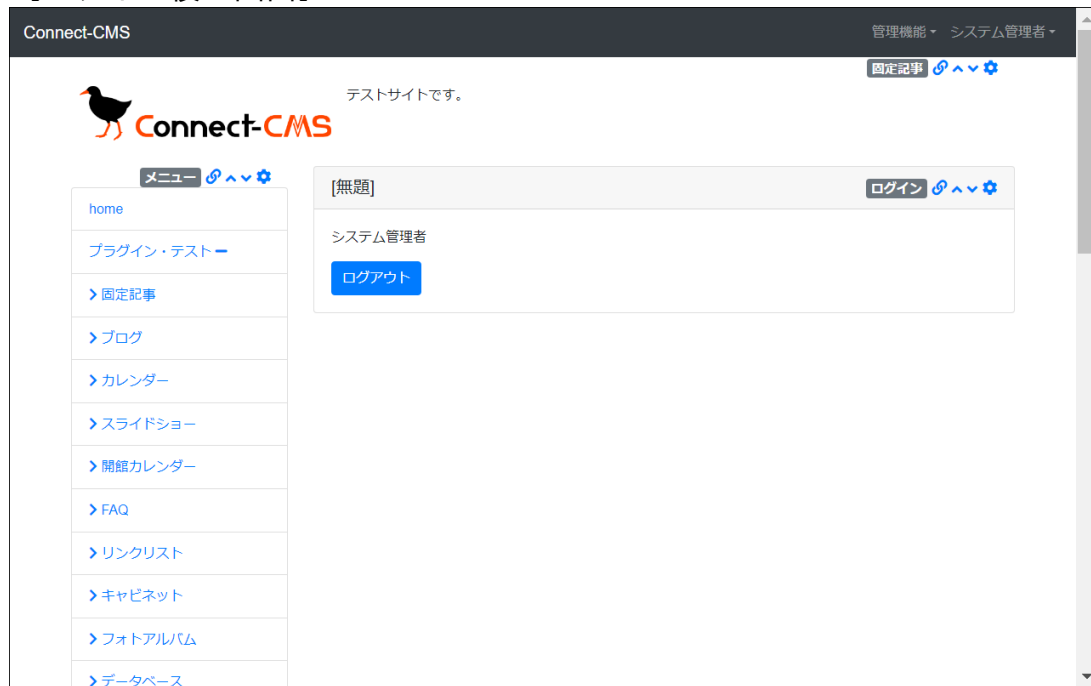 Connect-CMS
管理機能 システム管理者
固定記事
テストサイトです。
Connect-CMS
メニュー
[無題]
ログイン
home
システム管理者
プラグイン・テスト
ログアウト
固定記事
ブログ
カレンダー
スライドショー
開館カレンダー
FAQ
リンクリスト
キャビネット
フォトアルバム
データベース